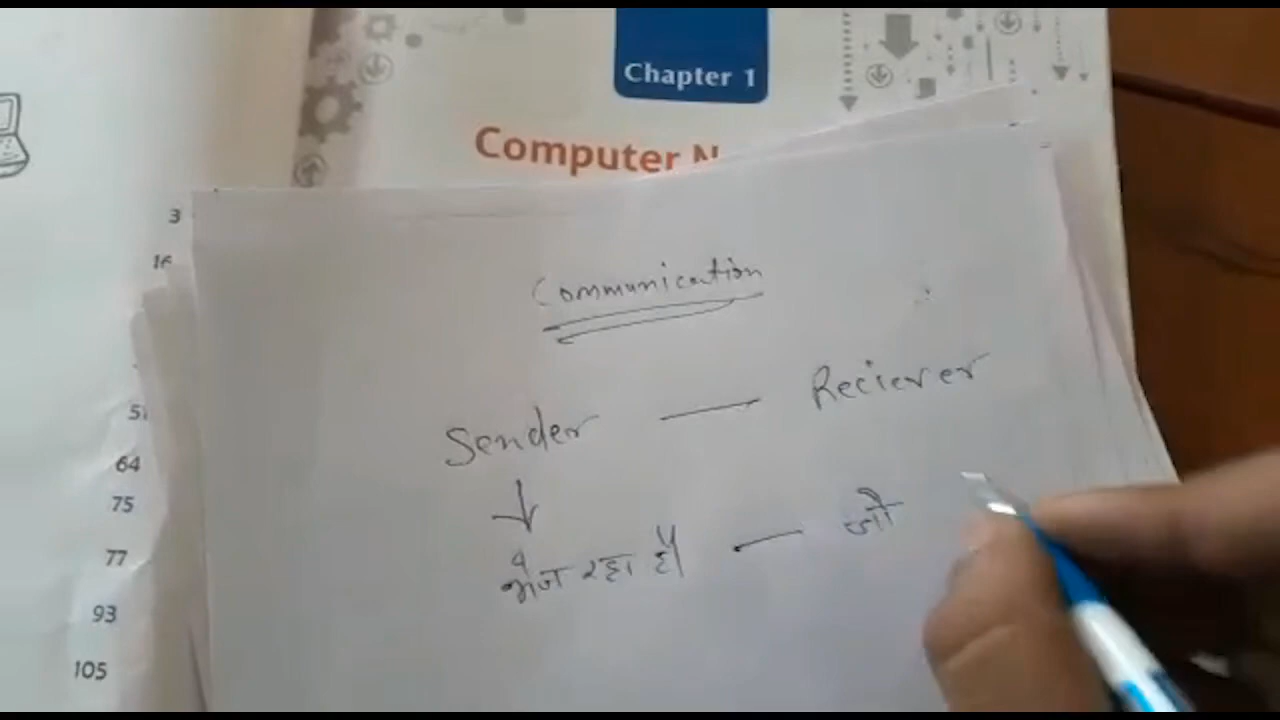 Chapter 1
Computer N
3
16
51
64
75
77
93
105
Communication
Sender — Reciever
↓
भेज रहा हैं — जो